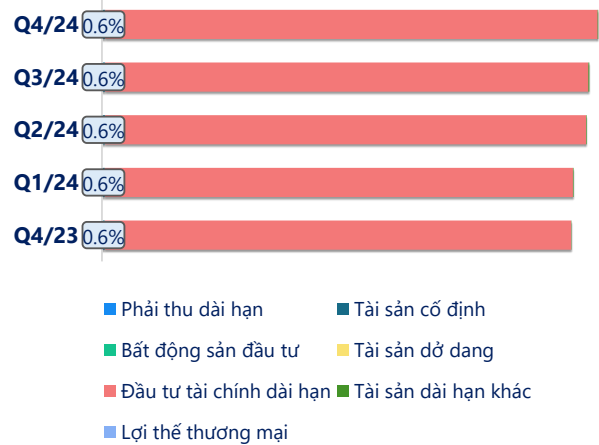 Q4/24 0.6%
Q3/24 0.6%
Q2/24 0.6%
Q1/24 0.6%
Q4/23 0.6%
Phải thu dài hạn Tài sản cố định
Bất động sản đầu tư Tài sản dở dang
Đầu tư tài chính dài hạn Tài sản dài hạn khác
Lợi thế thương mại